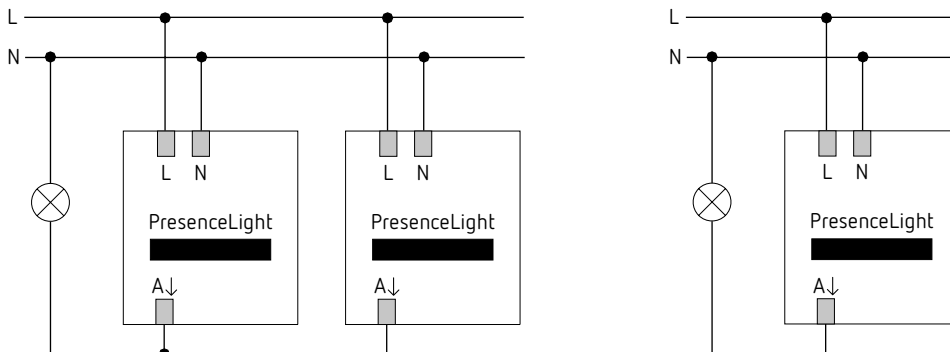 L L
N N
L N L N L N
PresenceLight PresenceLight PresenceLight
A↓ A↓ A↓